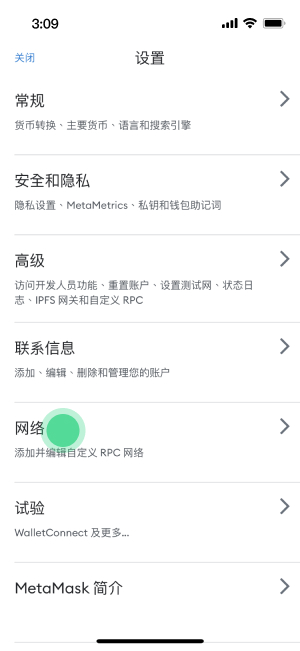 3:09
关闭
设置
常规
货币转换、主要货币、语言和搜索引擎
安全和隐私
隐私设置、MetaMetrics、私钥和钱包助记词
高级
访问开发人员功能、重置账户、设置测试网、状态日
志、IPFS 网关和自定义 RPC
联系信息
添加、编辑、删除和管理您的账户
网络
添加并编辑自定义 RPC 网络
试验
WalletConnect 及更多...
MetaMask 简介